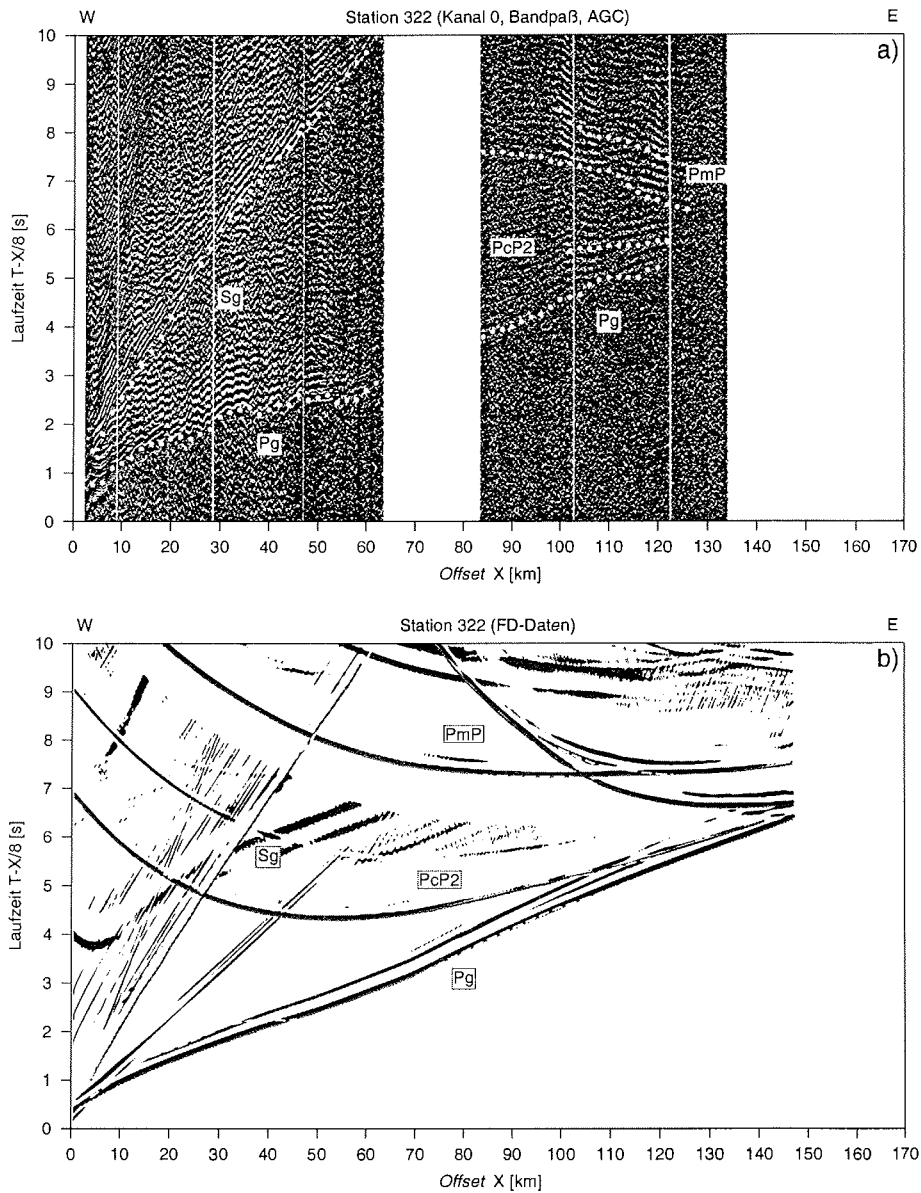 W Station 322 (Kanal 0, Bandpaß, AGC) E
a)
10
9
8
7
6
5
4
3
2
1
0
Laufzeit T-X/8 [s]
PmP
PcP2
Sg
Pg
Pg
0 10 20 30 40 50 60 70 80 90 100 110 120 130 140 150 160 170
Offset X [km]
W Station 322 (FD-Daten) E
b)
10
9
8
7
6
5
4
3
2
1
0
Laufzeit T-X/8 [s]
PmP
Sg
PcP2
Pg
0 10 20 30 40 50 60 70 80 90 100 110 120 130 140 150 160 170
Offset X [km]